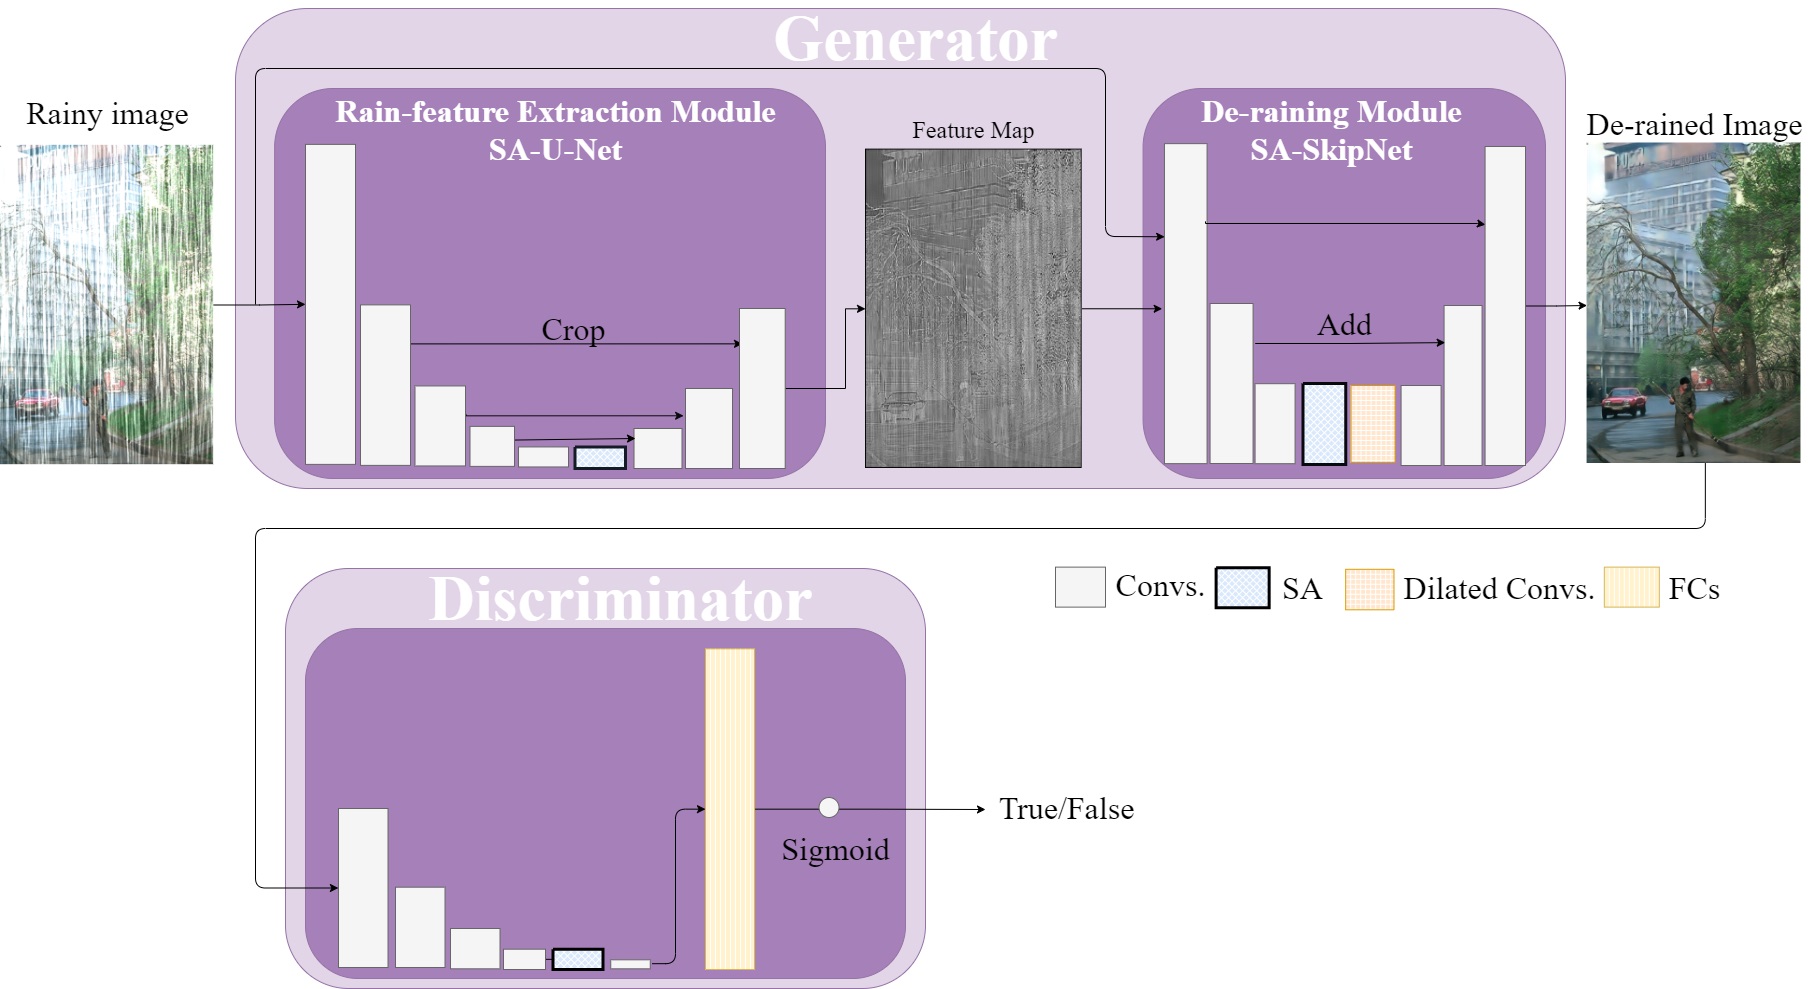 Generator
Rainy image
Rain-feature Extraction Module
SA-U-Net
Feature Map
De-raining Module
SA-SkipNet
De-rained Image
Crop
Add
Convs.
SA
Dilated Convs.
FCs
Discriminator
True/False
Sigmoid